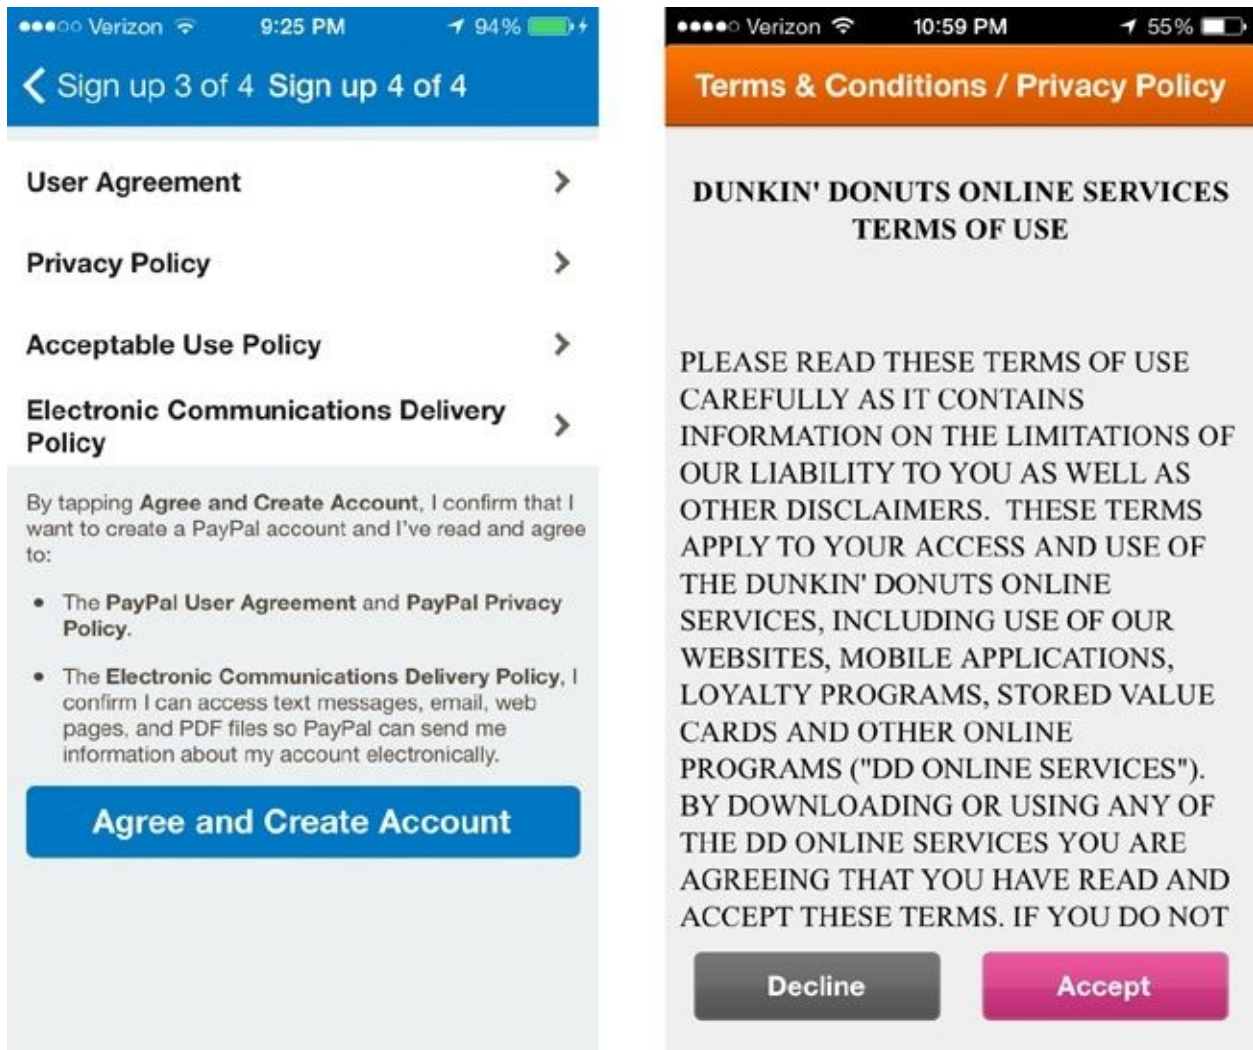 Verizon 9:25 PM 94%
Sign up 3 of 4 Sign up 4 of 4
User Agreement
Privacy Policy
Acceptable Use Policy
Electronic Communications Delivery
Policy
By tapping Agree and Create Account, I confirm that I
want to create a PayPal account and I've read and agree
to:
• The PayPal User Agreement and PayPal Privacy
Policy.
• The Electronic Communications Delivery Policy, I
confirm I can access text messages, email, web
pages, and PDF files so PayPal can send me
information about my account electronically.
Agree and Create Account
Verizon 10:59 PM 55%
Terms & Conditions / Privacy Policy
DUNKIN' DONUTS ONLINE SERVICES
TERMS OF USE
PLEASE READ THESE TERMS OF USE
CAREFULLY AS IT CONTAINS
INFORMATION ON THE LIMITATIONS OF
OUR LIABILITY TO YOU AS WELL AS
OTHER DISCLAIMERS.  THESE TERMS
APPLY TO YOUR ACCESS AND USE OF
THE DUNKIN' DONUTS ONLINE
SERVICES, INCLUDING USE OF OUR
WEBSITES, MOBILE APPLICATIONS,
LOYALTY PROGRAMS, STORED VALUE
CARDS AND OTHER ONLINE
PROGRAMS ("DD ONLINE SERVICES").
BY DOWNLOADING OR USING ANY OF
THE DD ONLINE SERVICES YOU ARE
AGREEING THAT YOU HAVE READ AND
ACCEPT THESE TERMS. IF YOU DO NOT
Decline Accept